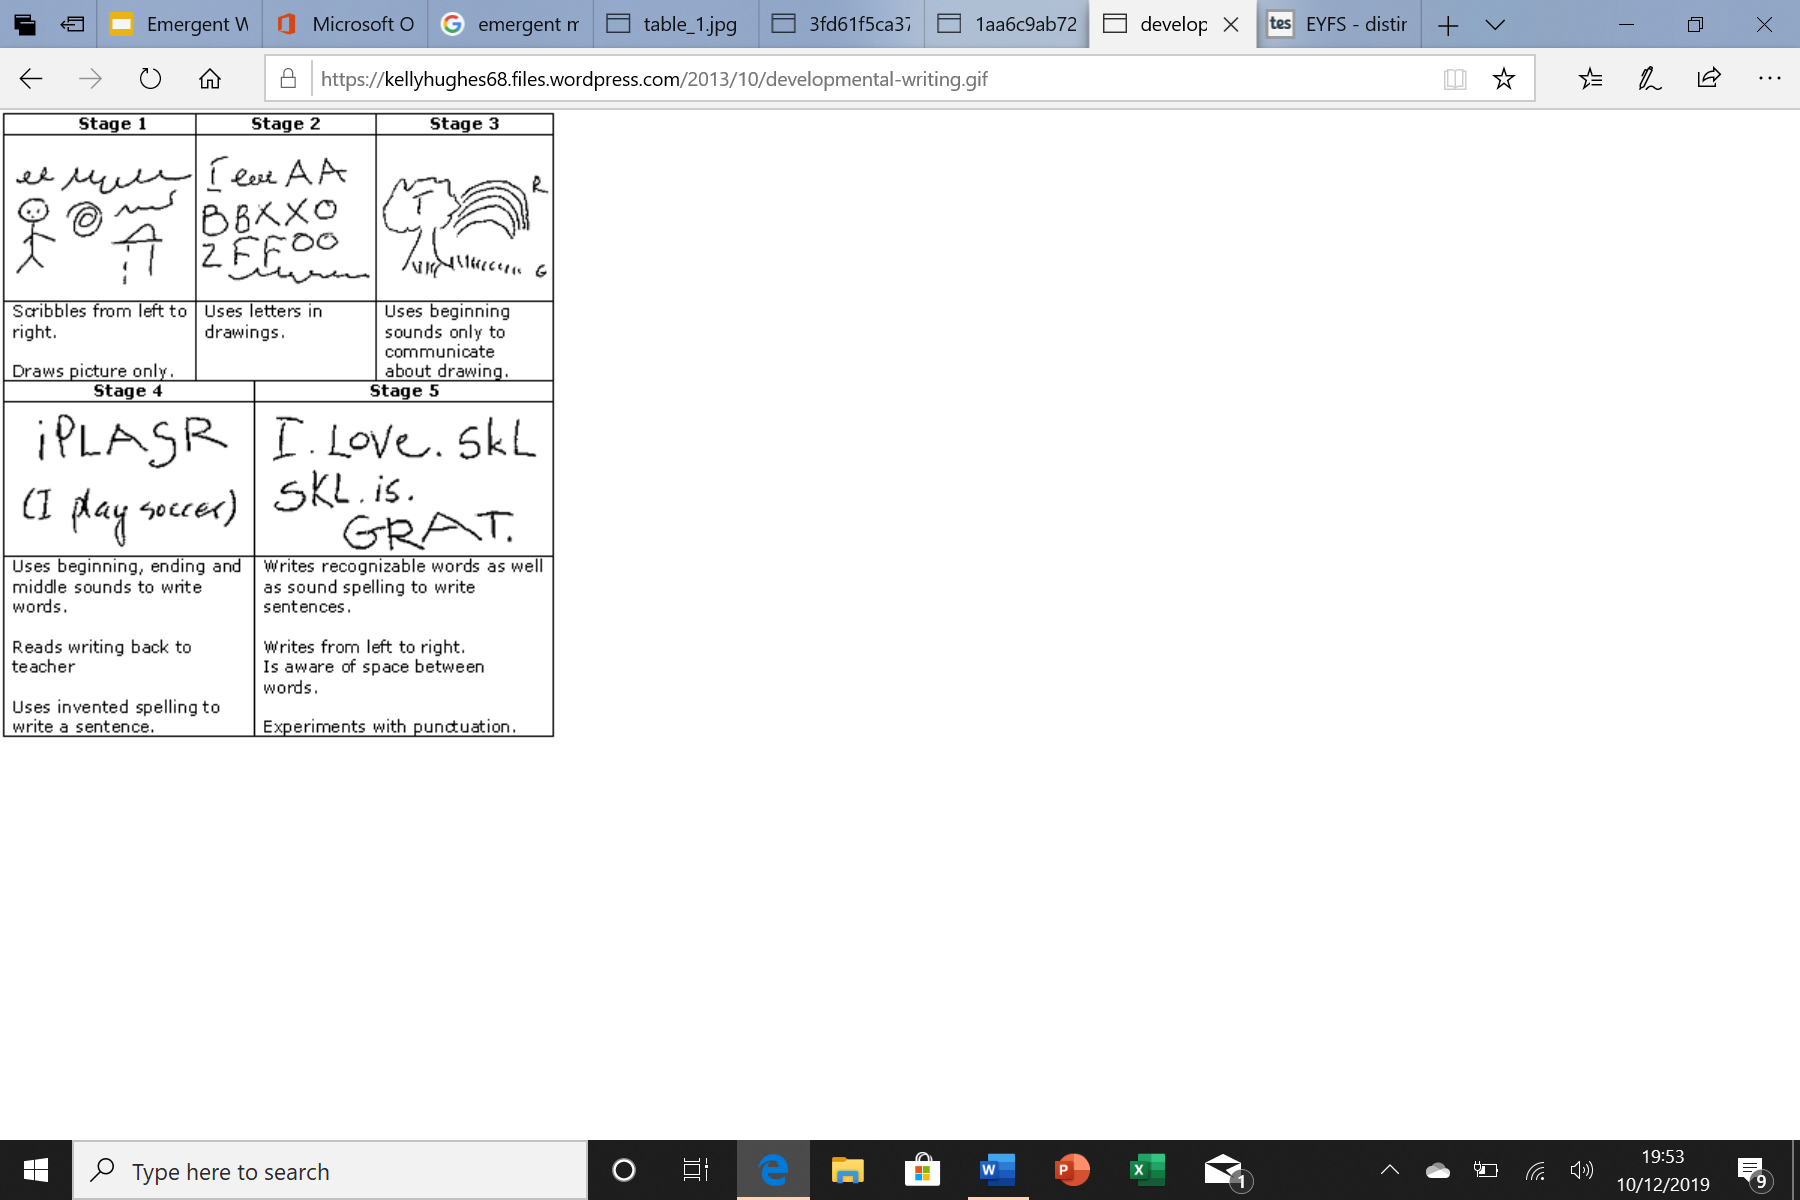 Emergent W
Microsoft O
emergent m
table_1.jpg
3fd61f5ca37
1aa6c9ab72
develop
tes
EYFS - distir
https://kellyhughes68.files.wordpress.com/2013/10/developmental-writing.gif
Stage 1
Stage 2
Stage 3
I eer A A
T
R
B B X X O
2 F F O O
G
Scribbles from left to
right.
Draws picture only.
Uses letters in
drawings.
Uses beginning
sounds only to
communicate
about drawing.
Stage 4
Stage 5
iPLASR
(I play soccer)
I. Love. SkL
SKL. is.
GRAT.
Uses beginning, ending and
middle sounds to write
words.
Reads writing back to
teacher
Uses invented spelling to
write a sentence.
Writes recognizable words as well
as sound spelling to write
sentences.
Writes from left to right.
Is aware of space between
words.
Experiments with punctuation.
Type here to search
1
19:53
10/12/2019
9